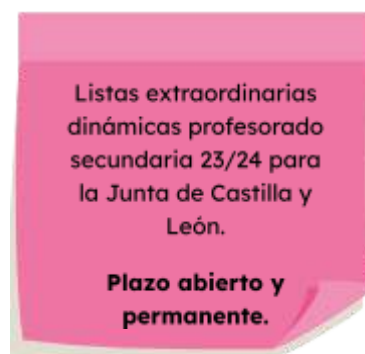 Listas extraordinarias
dinámicas profesorado
secundaria 23/24 para
la Junta de Castilla y
León.
Plazo abierto y
permanente.